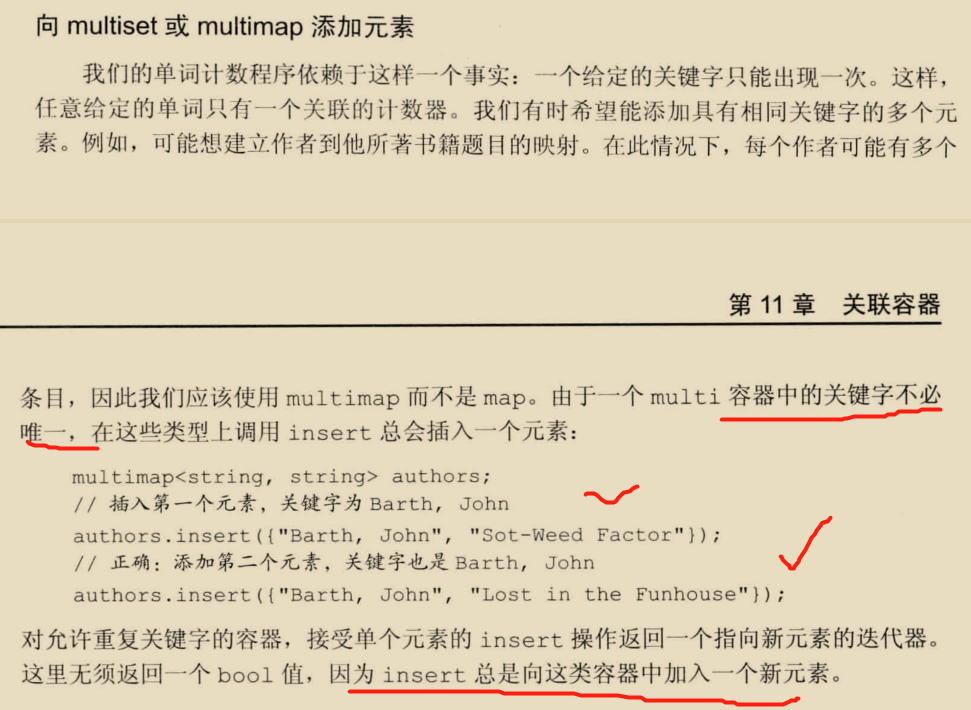 向 multiset 或 multimap 添加元素
我们的单词计数程序依赖于这样一个事实：一个给定的关键字只能出现一次。这样，
任意给定的单词只有一个关联的计数器。我们有时希望能添加具有相同关键字的多个元
素。例如，可能想建立作者到他所著书籍题目的映射。在此情况下，每个作者可能有多个
第 11 章 关联容器
条目，因此我们应该使用 multimap 而不是 map。由于一个 multi 容器中的关键字不必
唯一，在这些类型上调用 insert 总会插入一个元素：
multimap<string, string> authors;
// 插入第一个元素，关键字为 Barth, John
authors.insert({"Barth, John", "Sot-Weed Factor"});
// 正确：添加第二个元素，关键字也是 Barth, John
authors.insert({"Barth, John", "Lost in the Funhouse"});
对允许重复关键字的容器，接受单个元素的 insert 操作返回一个指向新元素的迭代器。
这里无须返回一个 bool 值，因为 insert 总是向这类容器中加入一个新元素。